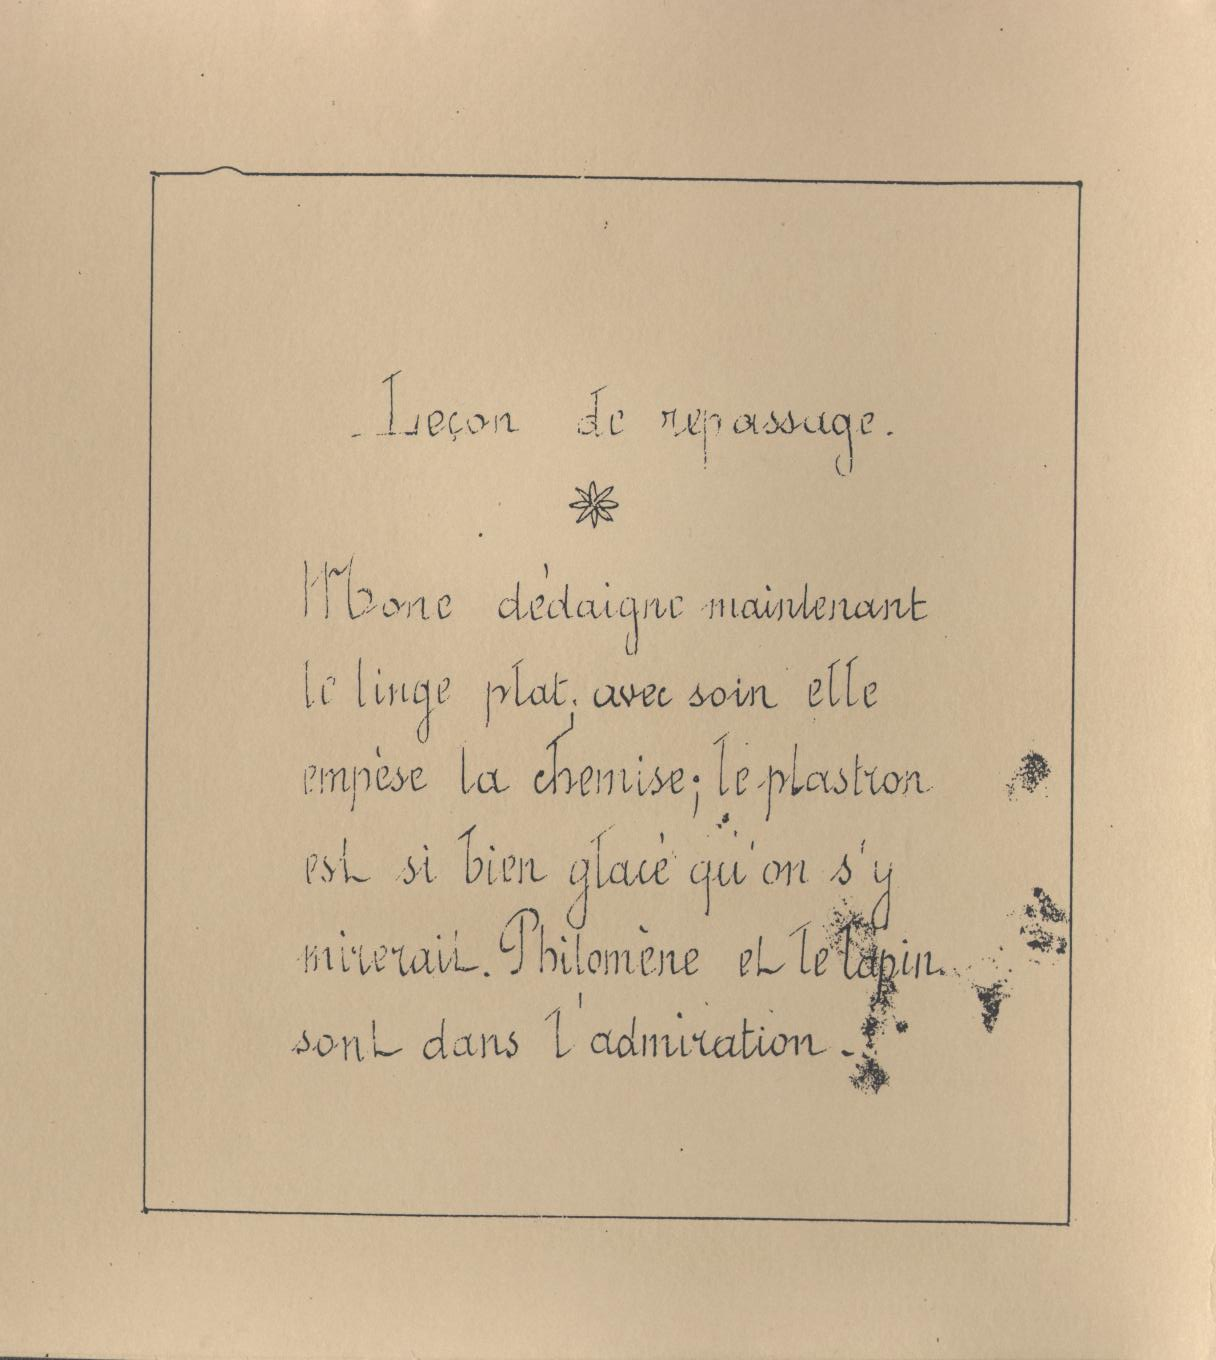 - Leçon de repassage.
Mone dédaigne maintenant
le linge plat; avec soin elle
empèse la chemise; le plastron
est si bien glacé qu'on s'y
mirerait. Philomène et le lapin
sont dans l'admiration.